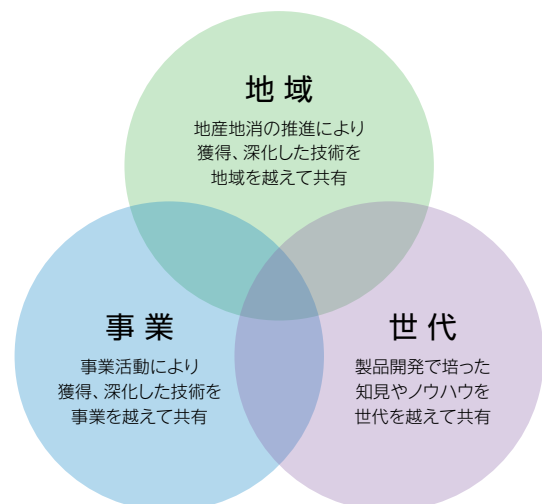 地域
地産地消の推進により
獲得、深化した技術を
地域を越えて共有
事業
事業活動により
獲得、深化した技術を
事業を越えて共有
世代
製品開発で培った
知見やノウハウを
世代を越えて共有